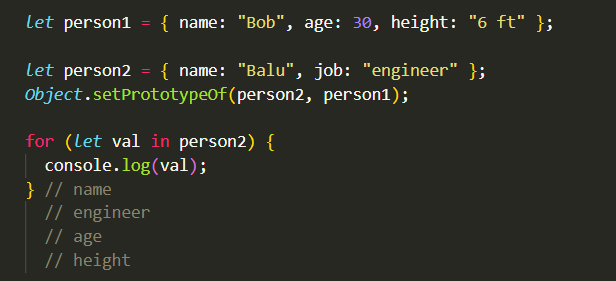 let person1 = { name: "Bob", age: 30, height: "6 ft" };
let person2 = { name: "Balu", job: "engineer" };
Object.setPrototypeOf(person2, person1);
for (let val in person2) {
console.log(val);
} // name
// engineer
// age
// height